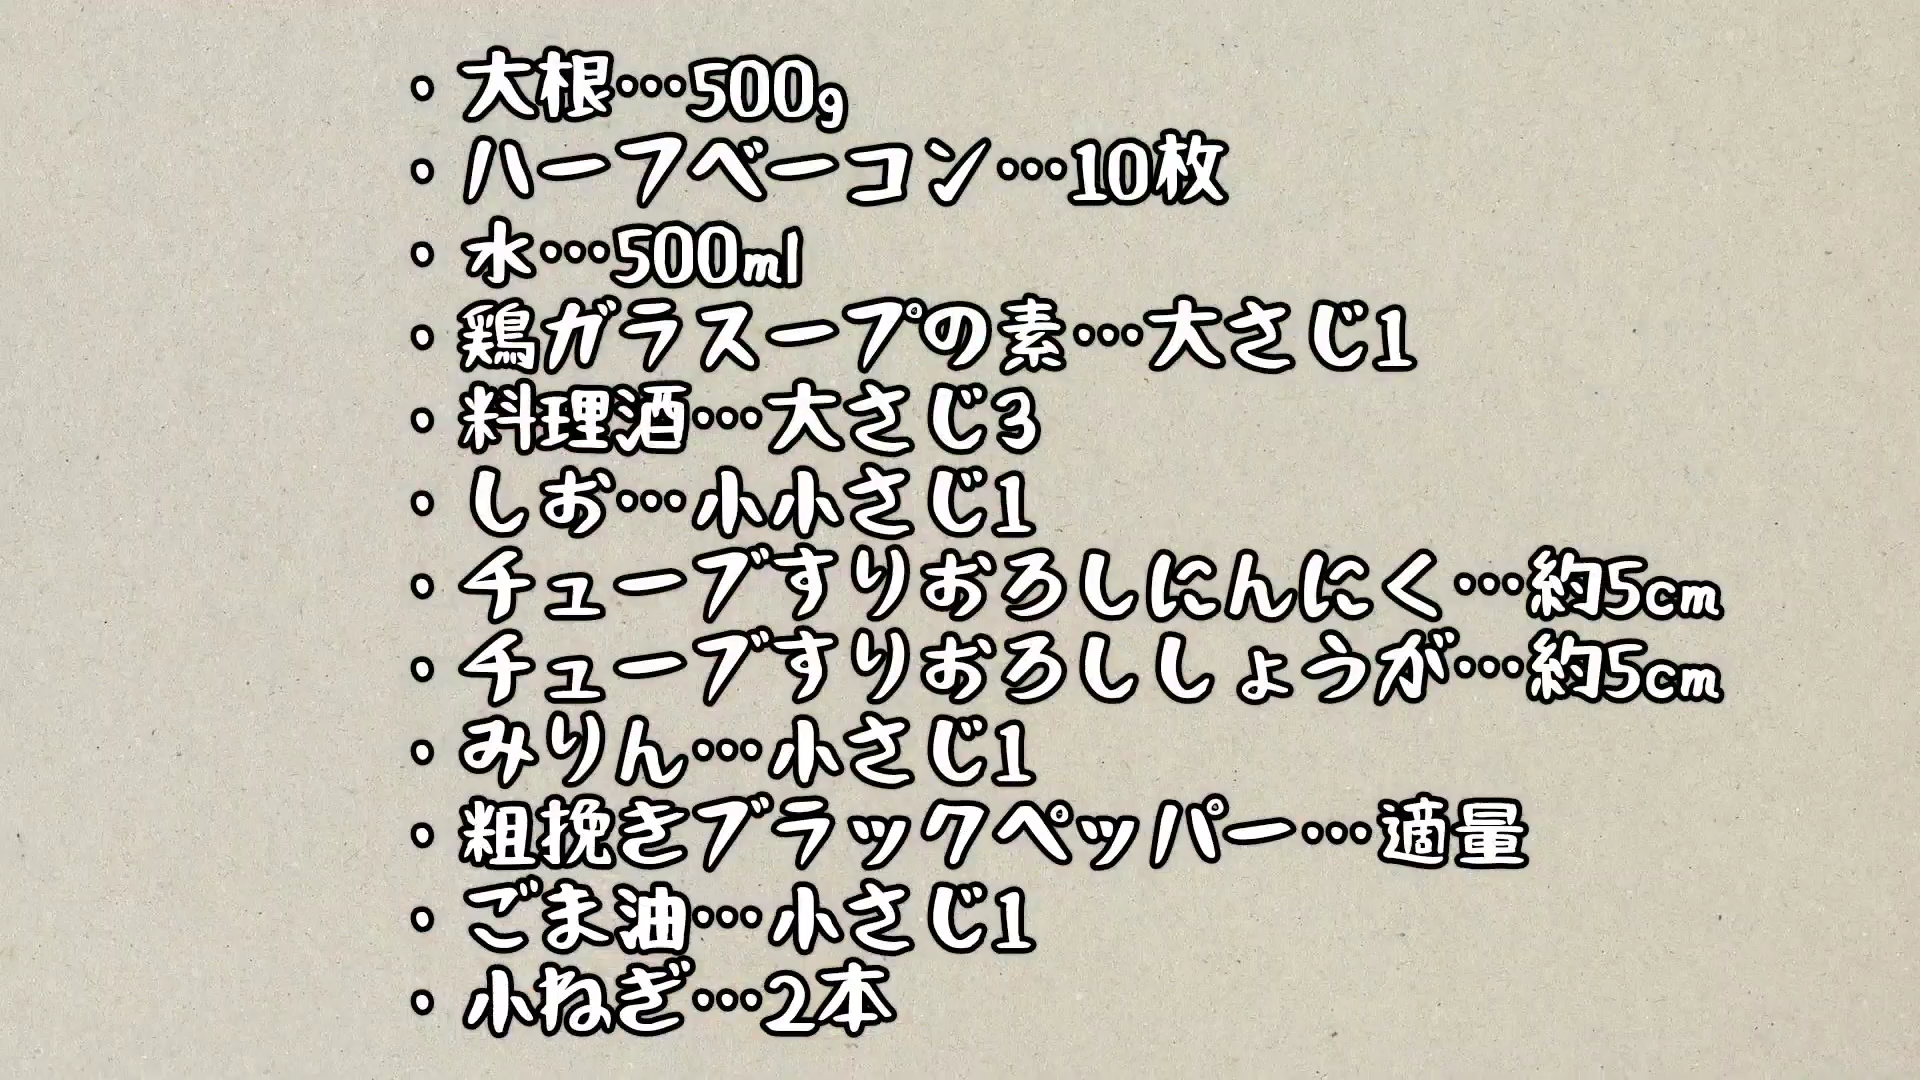 ・大根…500g
・ハーフベーコン…10枚
・水…500ml
・鶏ガラスープの素…大さじ1
・料理酒…大さじ3
・しお…小小さじ1
・チューブすりおろしにんにく…約5cm
・チューブすりおろししょうが…約5cm
・みりん…小さじ1
・粗挽きブラックペッパー…適量
・ごま油…小さじ1
・小ねぎ…2本